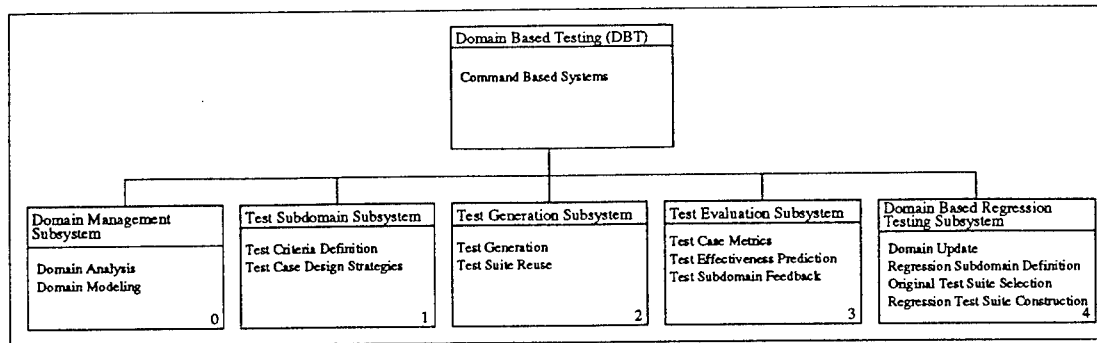 Domain Based Testing (DBT)
Command Based Systems
Domain Management
Subsystem
Domain Analysis
Domain Modeling
0
Test Subdomain Subsystem
Test Criteria Definition
Test Case Design Strategies
1
Test Generation Subsystem
Test Generation
Test Suite Reuse
2
Test Evaluation Subsystem
Test Case Metrics
Test Effectiveness Prediction
Test Subdomain Feedback
3
Domain Based Regression
Testing Subsystem
Domain Update
Regression Subdomain Definition
Original Test Suite Selection
Regression Test Suite Construction
4